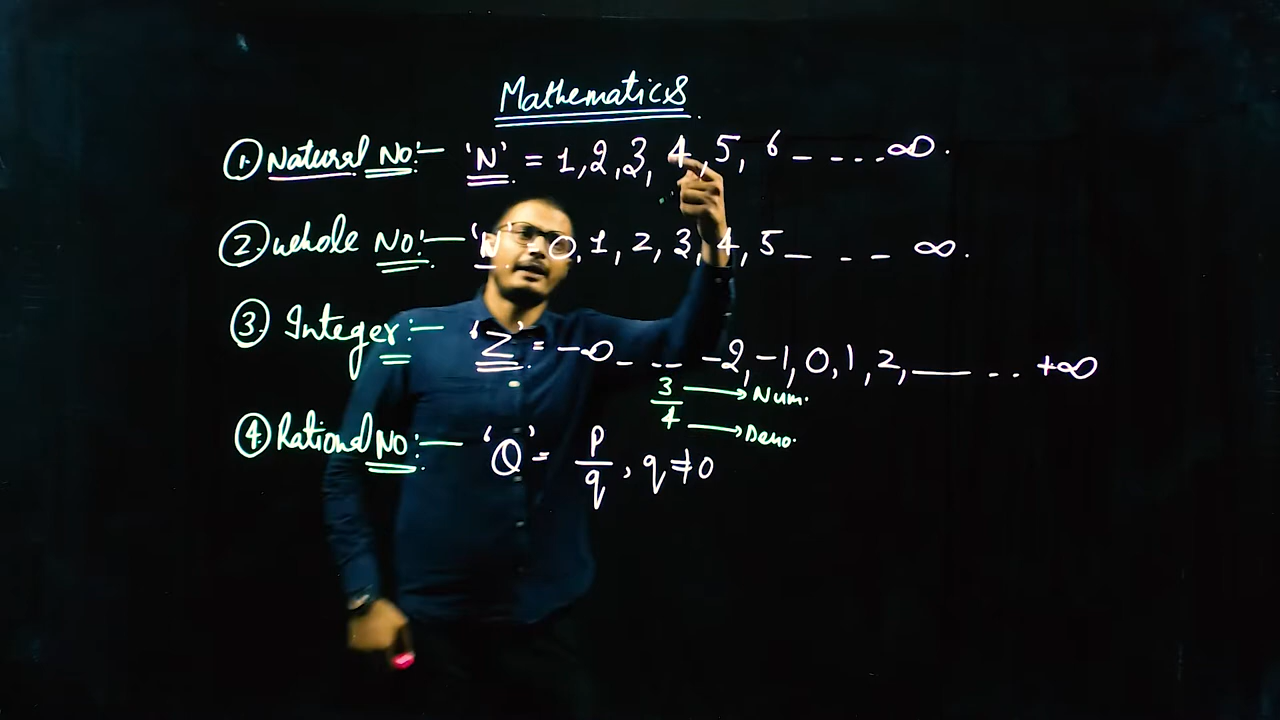 Mathematics
① Natural No:- 'N' = 1, 2, 3, 4, 5, 6 _ _ _ . . . ∞.
② whole No:- 'W' = 0, 1, 2, 3, 4, 5 _ _ _ ∞.
③ Integer:- 'Z' = -∞ _ _ _ -2, -1, 0, 1, 2, __ . . +∞
3/4 → Num.
→ Deno.
④ Rational No:- 'Q' = p/q, q ≠ 0